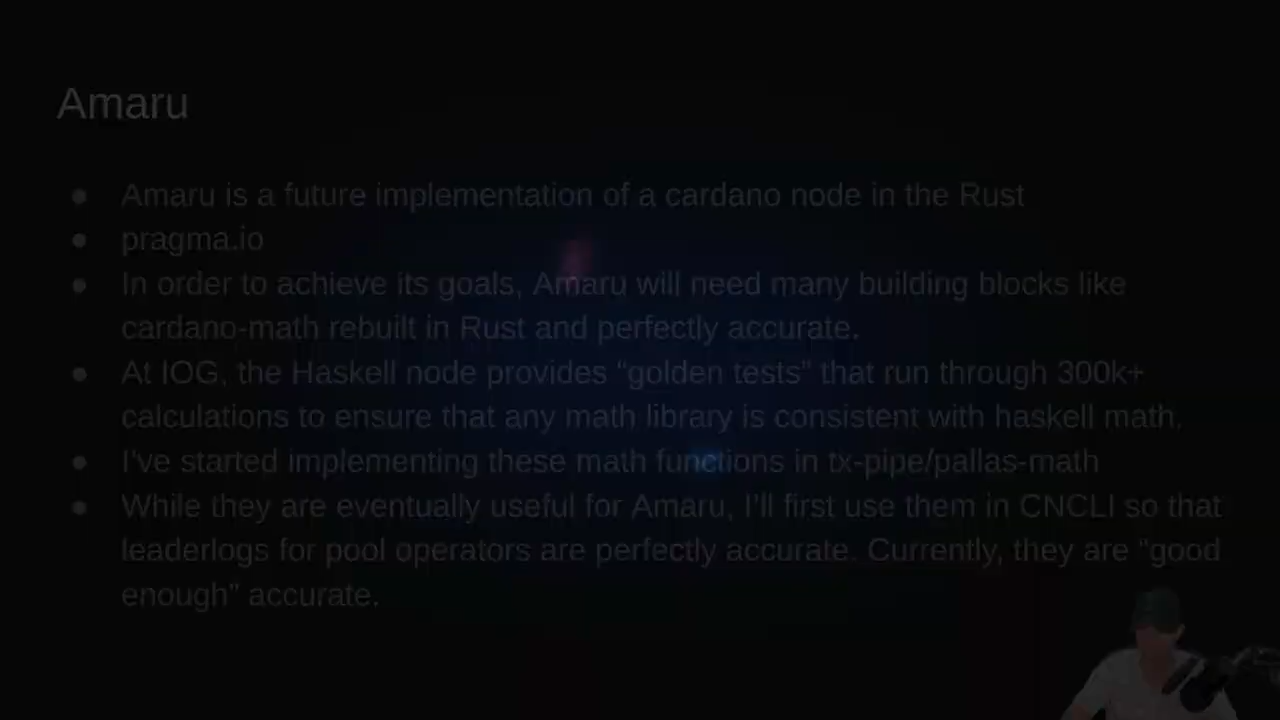 Amaru
● Amaru is a future implementation of a cardano node in the Rust
● pragma.io
● In order to achieve its goals, Amaru will need many building blocks like
cardano-math rebuilt in Rust and perfectly accurate.
● At IOG, the Haskell node provides “golden tests” that run through 300k+
calculations to ensure that any math library is consistent with haskell math.
● I’ve started implementing these math functions in tx-pipe/pallas-math
● While they are eventually useful for Amaru, I’ll first use them in CNCLI so that
leaderlogs for pool operators are perfectly accurate. Currently, they are “good
enough” accurate.